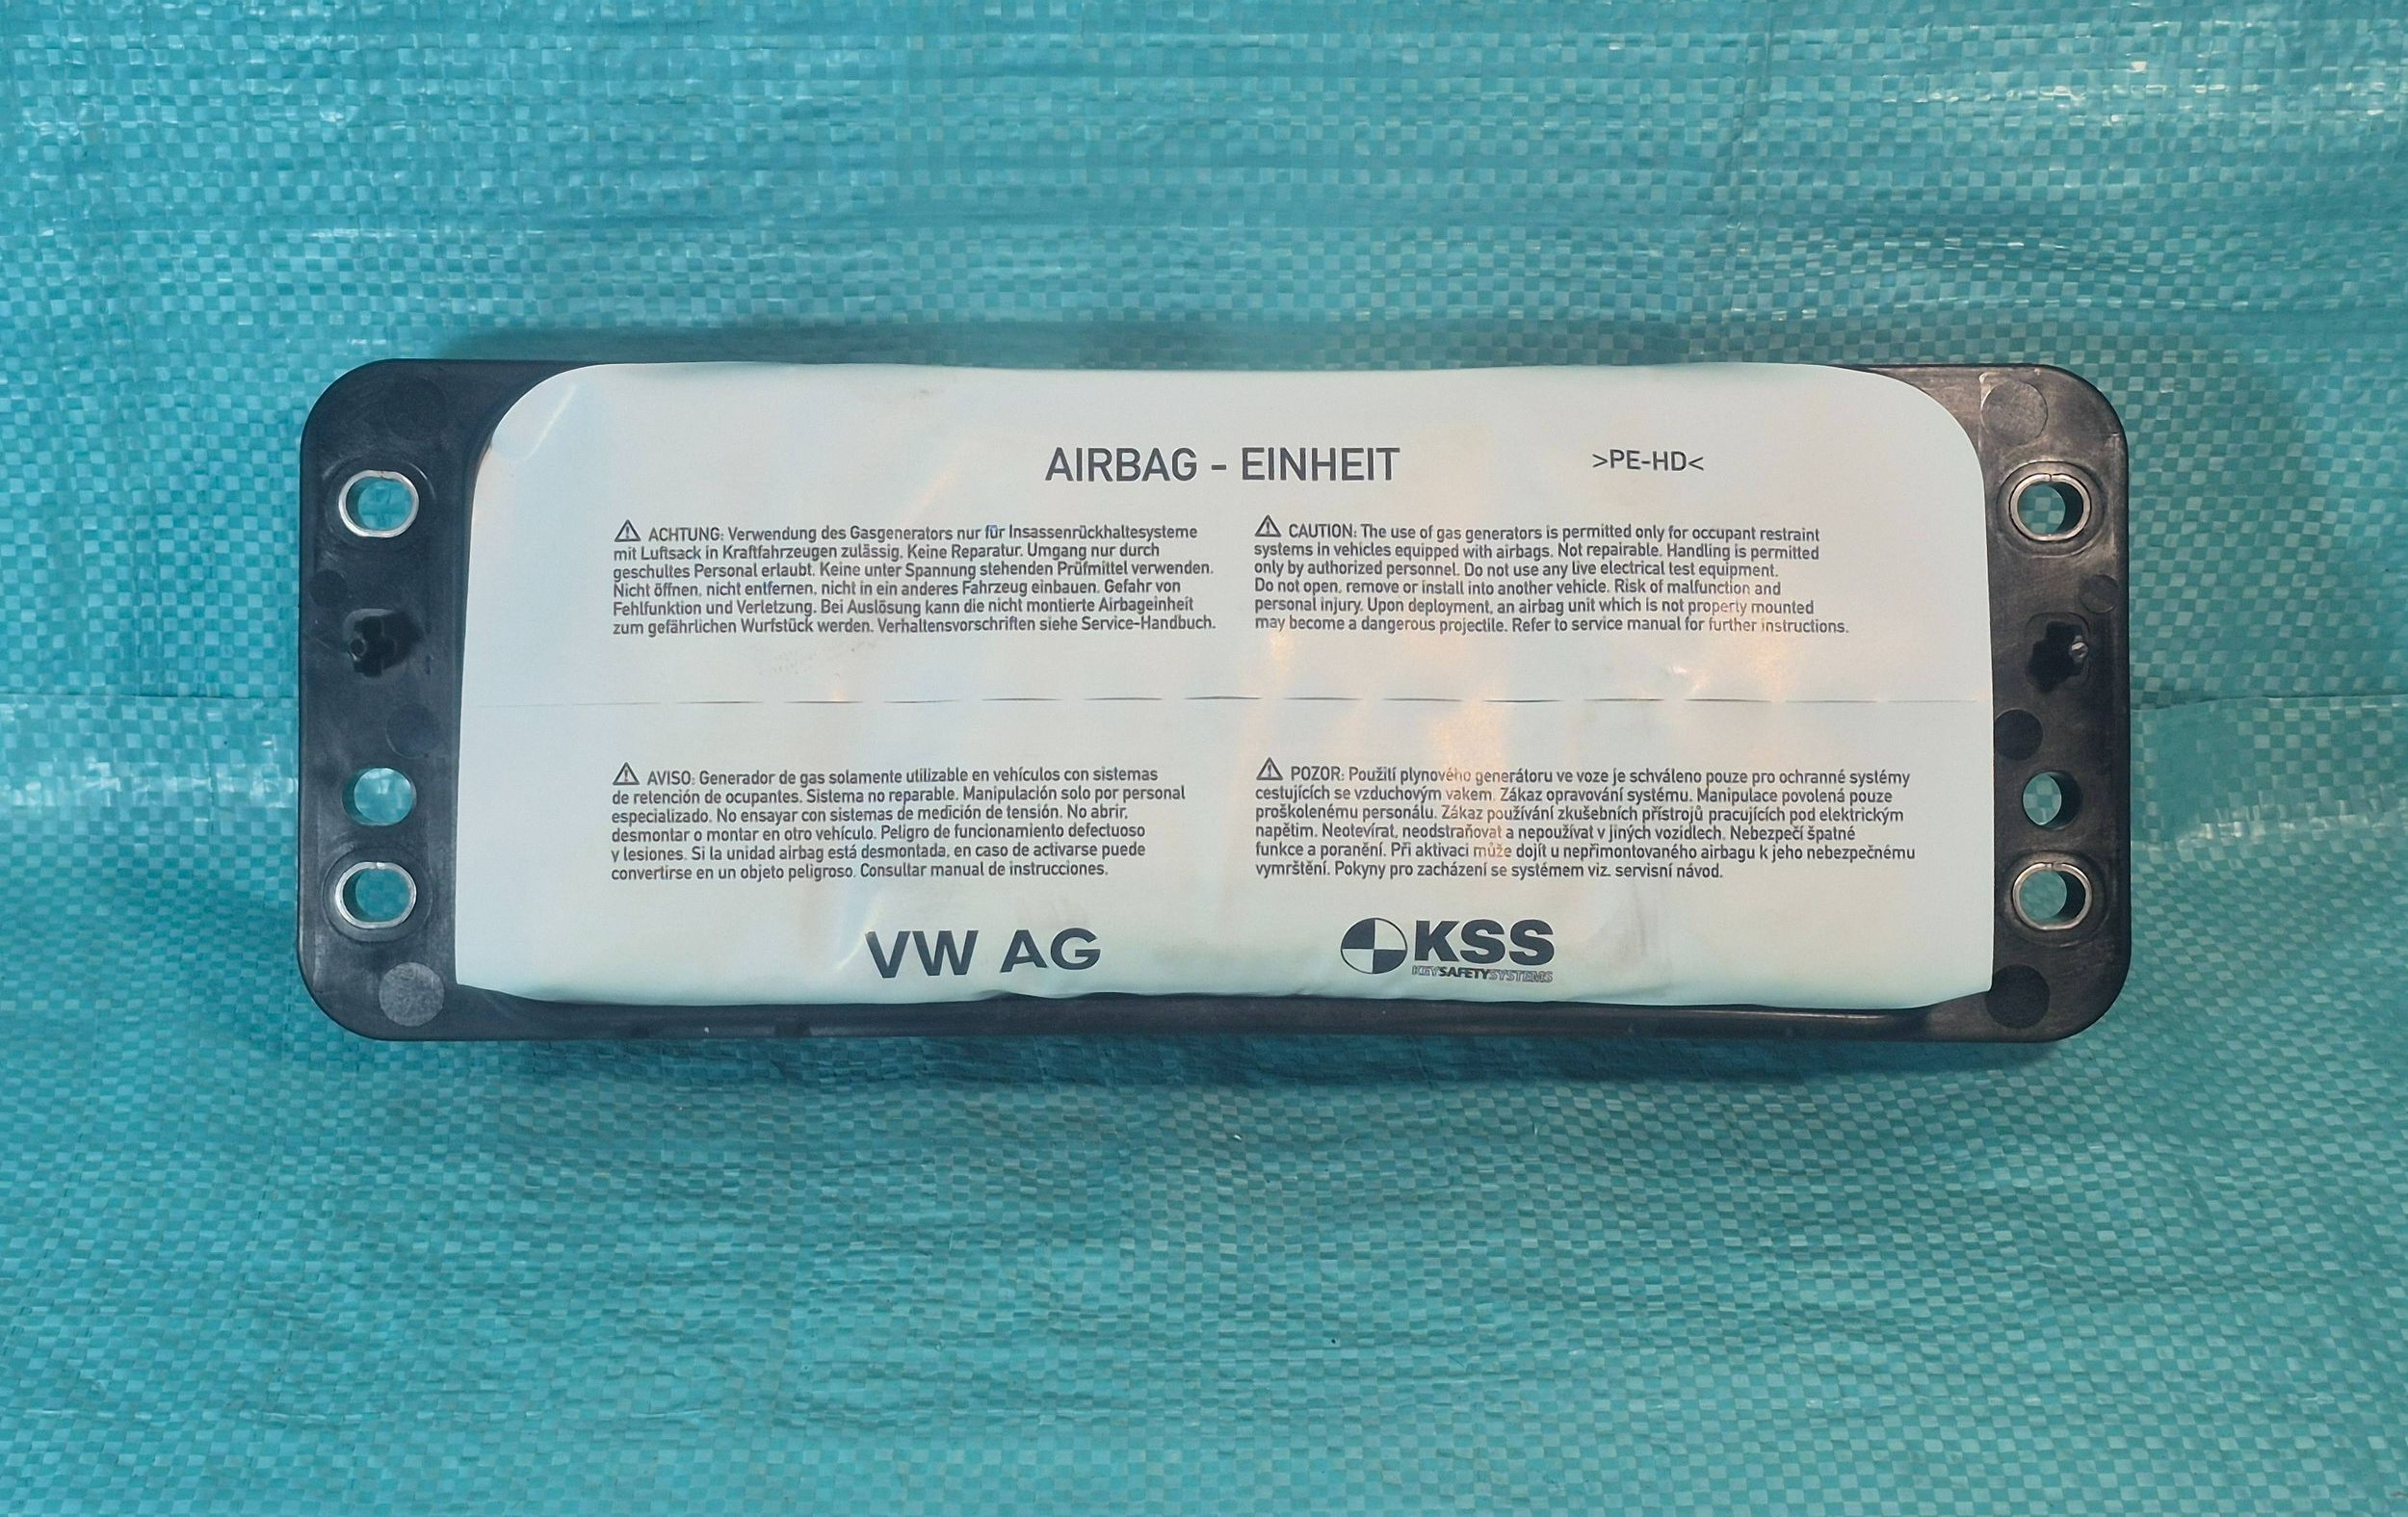 AIRBAG - EINHEIT
>PE-HD<
⚠ ACHTUNG: Verwendung des Gasgenerators nur für Insassenrückhaltesysteme
mit Luftsack in Kraftfahrzeugen zulässig. Keine Reparatur. Umgang nur durch
geschultes Personal erlaubt. Keine unter Spannung stehenden Prüfmittel verwenden.
Nicht öffnen, nicht entfernen, nicht in ein anderes Fahrzeug einbauen. Gefahr von
Fehlfunktion und Verletzung. Bei Auslösung kann die nicht montierte Airbageinheit
zum gefährlichen Wurfstück werden. Verhaltensvorschriften siehe Service-Handbuch.
⚠ CAUTION: The use of gas generators is permitted only for occupant restraint
systems in vehicles equipped with airbags. Not repairable. Handling is permitted
only by authorized personnel. Do not use any live electrical test equipment.
Do not open, remove or install into another vehicle. Risk of malfunction and
personal injury. Upon deployment, an airbag unit which is not properly mounted
may become a dangerous projectile. Refer to service manual for further instructions.
⚠ AVISO: Generador de gas solamente utilizable en vehículos con sistemas
de retención de ocupantes. Sistema no reparable. Manipulación solo por personal
especializado. No ensayar con sistemas de medición de tensión. No abrir,
desmontar o montar en otro vehículo. Peligro de funcionamiento defectuoso
y lesiones. Si la unidad airbag está desmontada, en caso de activarse puede
convertirse en un objeto peligroso. Consultar manual de instrucciones.
⚠ POZOR: Použití plynového generátoru ve voze je schváleno pouze pro ochranné systémy
cestujících se vzduchovým vakem. Zákaz opravování systému. Manipulace povolená pouze
proškolenému personálu. Zákaz používání zkušebních přístrojů pracujících pod elektrickým
napětim. Neotevírat, neodstraňovat a nepoužívat v jiných vozidlech. Nebezpečí špatné
funkce a poranění. Při aktivaci může dojít u nepřimontovaného airbagu k jeho nebezpečnému
vymrštění. Pokyny pro zacházení se systémem viz. servisní návod.
VW AG
KSS
KEYSAFETYSYSTEMS